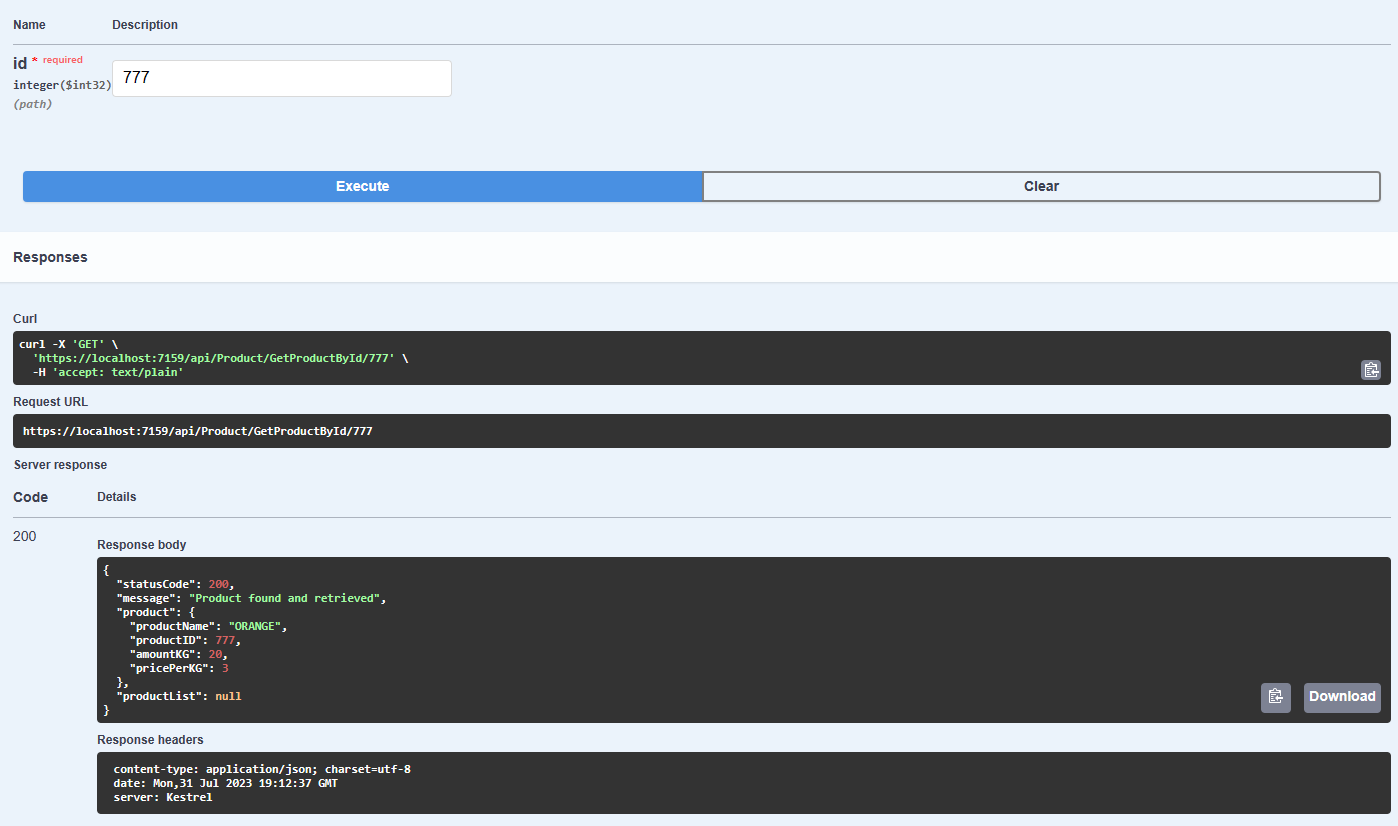 Name Description
id * required
777
integer($int32)
(path)
Execute Clear
Responses
Curl
curl -X 'GET' \
  'https://localhost:7159/api/Product/GetProductById/777' \
  -H 'accept: text/plain'
Request URL
https://localhost:7159/api/Product/GetProductById/777
Server response
Code Details
200
Response body
{
  "statusCode": 200,
  "message": "Product found and retrieved",
  "product": {
    "productName": "ORANGE",
    "productID": 777,
    "amountKG": 20,
    "pricePerKG": 3
  },
  "productList": null
}
Download
Response headers
content-type: application/json; charset=utf-8
date: Mon,31 Jul 2023 19:12:37 GMT
server: Kestrel